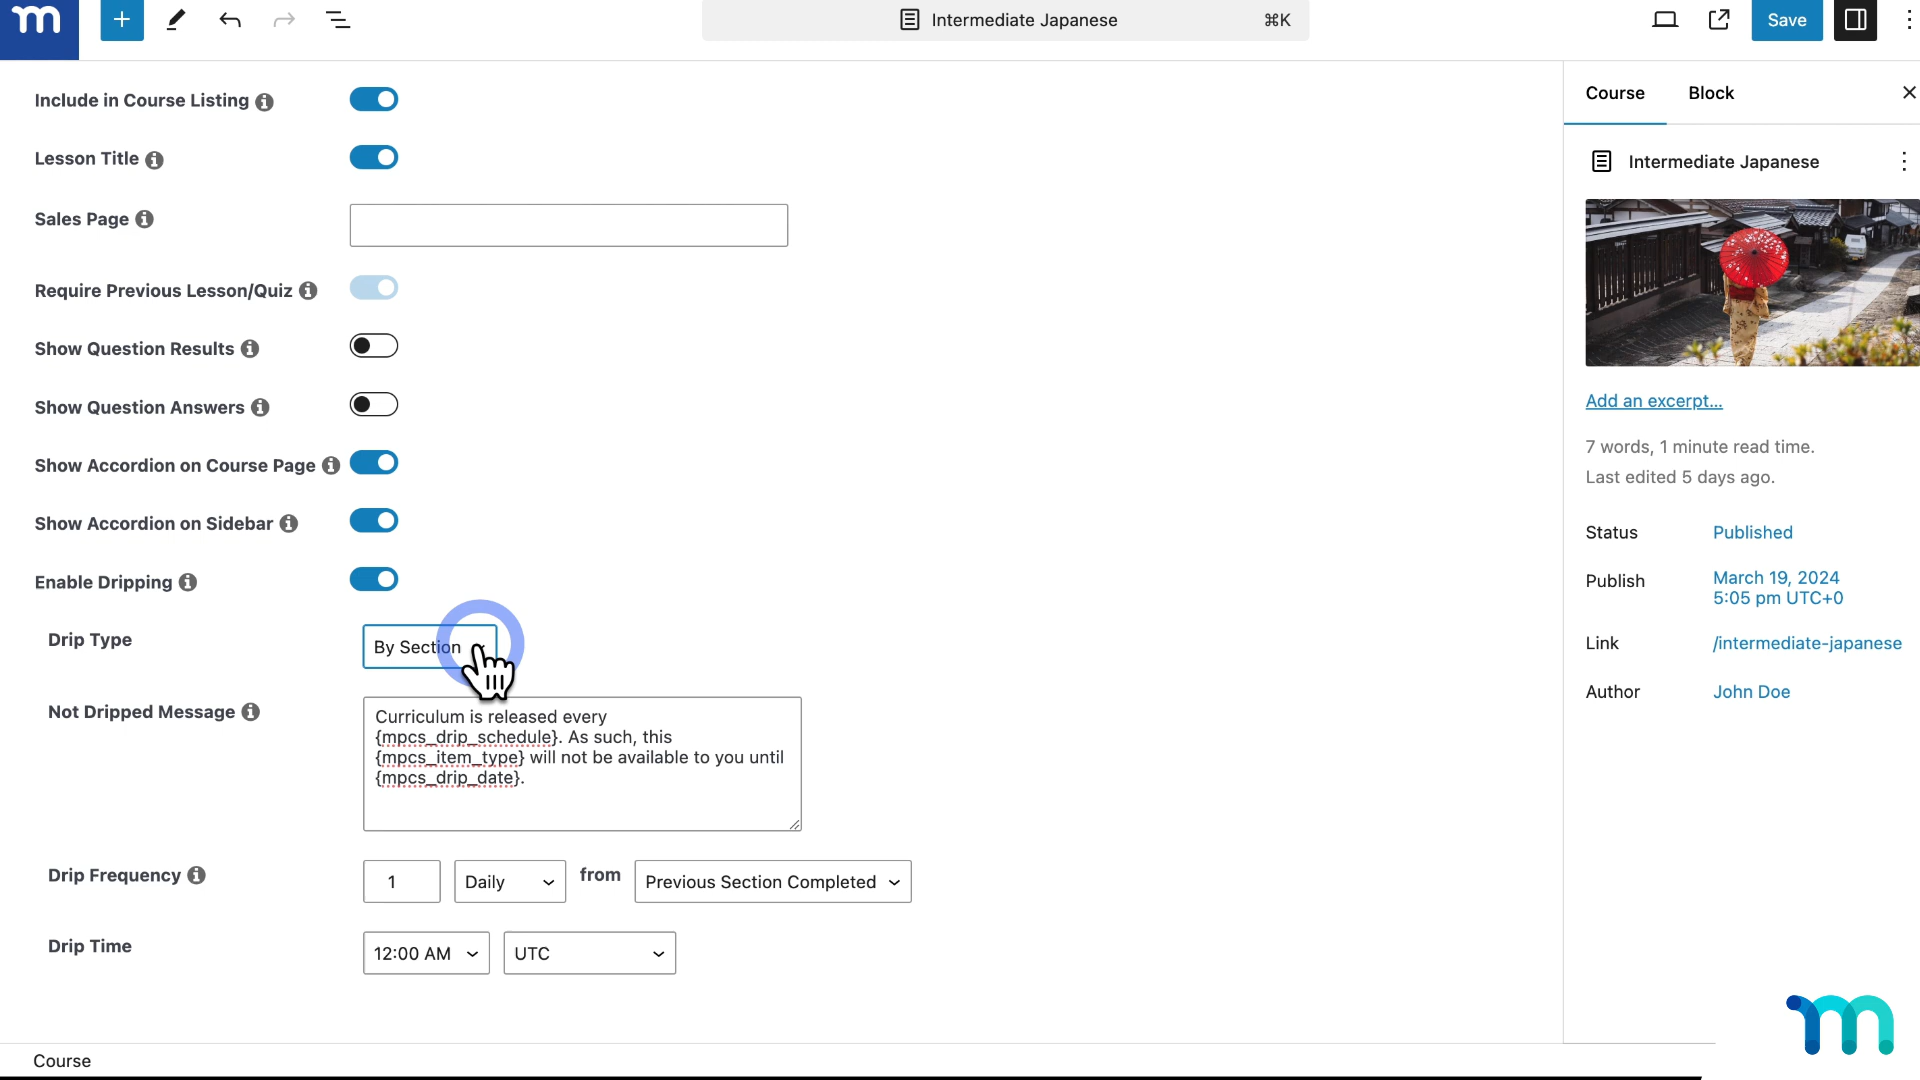 Intermediate Japanese ⌘K
Save
Include in Course Listing
Lesson Title
Sales Page
Require Previous Lesson/Quiz
Show Question Results
Show Question Answers
Show Accordion on Course Page
Show Accordion on Sidebar
Enable Dripping
Drip Type By Section
Not Dripped Message
Curriculum is released every
{mpcs_drip_schedule}. As such, this
{mpcs_item_type} will not be available to you until
{mpcs_drip_date}.
Drip Frequency 1 Daily from Previous Section Completed
Drip Time 12:00 AM UTC
Course
Course Block
Intermediate Japanese
Add an excerpt...
7 words, 1 minute read time.
Last edited 5 days ago.
Status Published
Publish March 19, 2024
5:05 pm UTC+0
Link /intermediate-japanese
Author John Doe